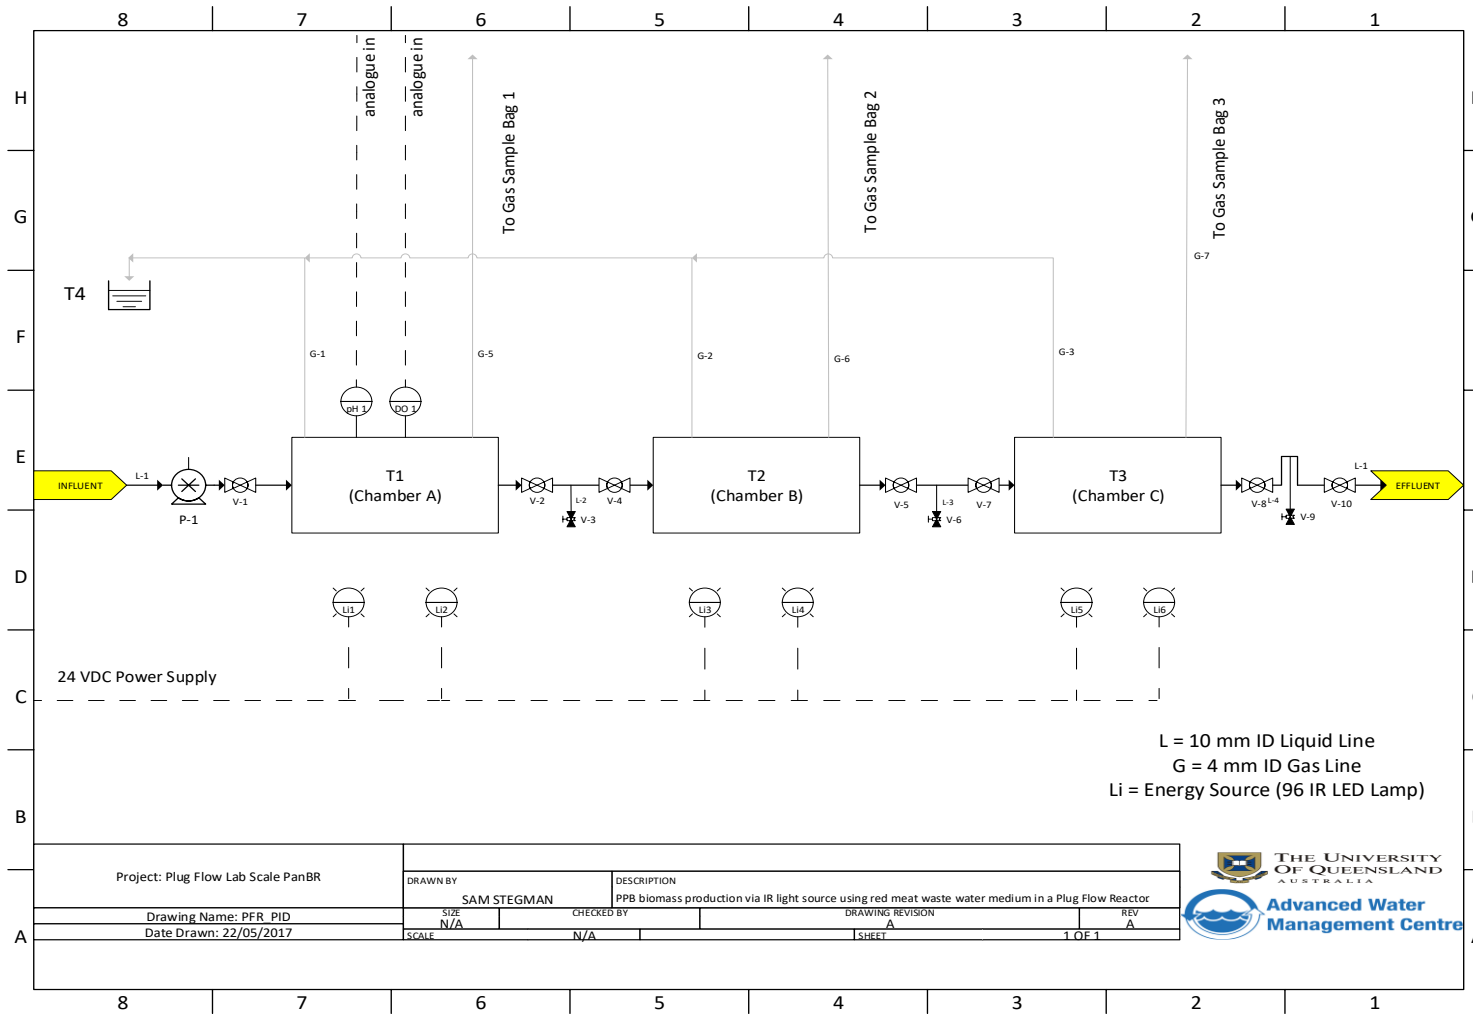 8 7 6 5 4 3 2 1
H
G
F
E
D
C
B
A
analogue in
analogue in
To Gas Sample Bag 1
To Gas Sample Bag 2
To Gas Sample Bag 3
G-7
T4
G-1
G-5
G-2
G-6
G-3
pH 1
DO 1
INFLUENT
L-1
P-1
V-1
T1
(Chamber A)
V-2
L-2
V-3
V-4
T2
(Chamber B)
V-5
L-3
V-6
V-7
T3
(Chamber C)
V-8
L-4
V-9
V-10
L-1
EFFLUENT
Li1
Li2
Li3
Li4
Li5
Li6
24 VDC Power Supply
L = 10 mm ID Liquid Line
G = 4 mm ID Gas Line
Li = Energy Source (96 IR LED Lamp)
Project: Plug Flow Lab Scale PanBR
DRAWN BY
SAM STEGMAN
DESCRIPTION
PPB biomass production via IR light source using red meat waste water medium in a Plug Flow Reactor
Drawing Name: PFR_PID
Date Drawn: 22/05/2017
SIZE
N/A
CHECKED BY
DRAWING REVISION
A
REV
A
SCALE
N/A
SHEET
1 OF 1
THE UNIVERSITY
OF QUEENSLAND
AUSTRALIA
Advanced Water
Management Centre
8 7 6 5 4 3 2 1